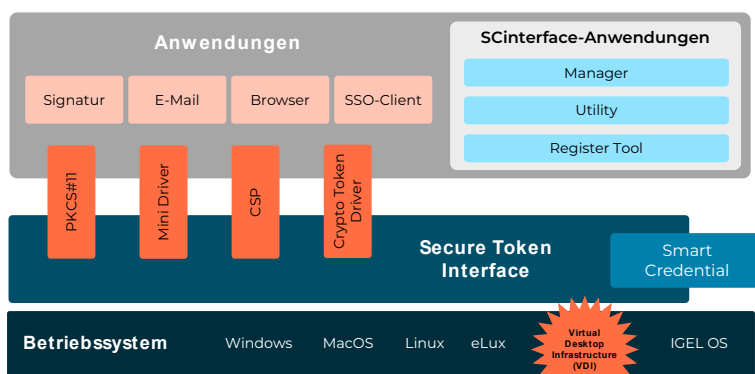 Anwendungen
SCinterface-Anwendungen
Manager
Utility
Register Tool
Signatur
E-Mail
Browser
SSO-Client
PKCS#11
Mini Driver
CSP
Crypto Token
Driver
Secure Token
Interface
Smart
Credential
Betriebssystem
Windows
MacOS
Linux
eLux
Virtual
Desktop
Infrastructure
(VDI)
IGEL OS